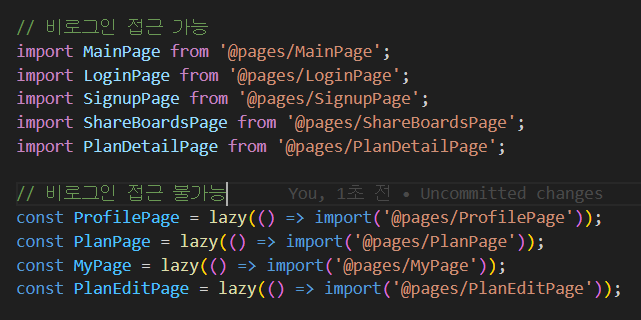 // 비로그인 접근 가능
import MainPage from '@pages/MainPage';
import LoginPage from '@pages/LoginPage';
import SignupPage from '@pages/SignupPage';
import ShareBoardsPage from '@pages/ShareBoardsPage';
import PlanDetailPage from '@pages/PlanDetailPage';
// 비로그인 접근 불가능 You, 1초 전 • Uncommitted changes
const ProfilePage = lazy(() => import('@pages/ProfilePage'));
const PlanPage = lazy(() => import('@pages/PlanPage'));
const MyPage = lazy(() => import('@pages/MyPage'));
const PlanEditPage = lazy(() => import('@pages/PlanEditPage'));